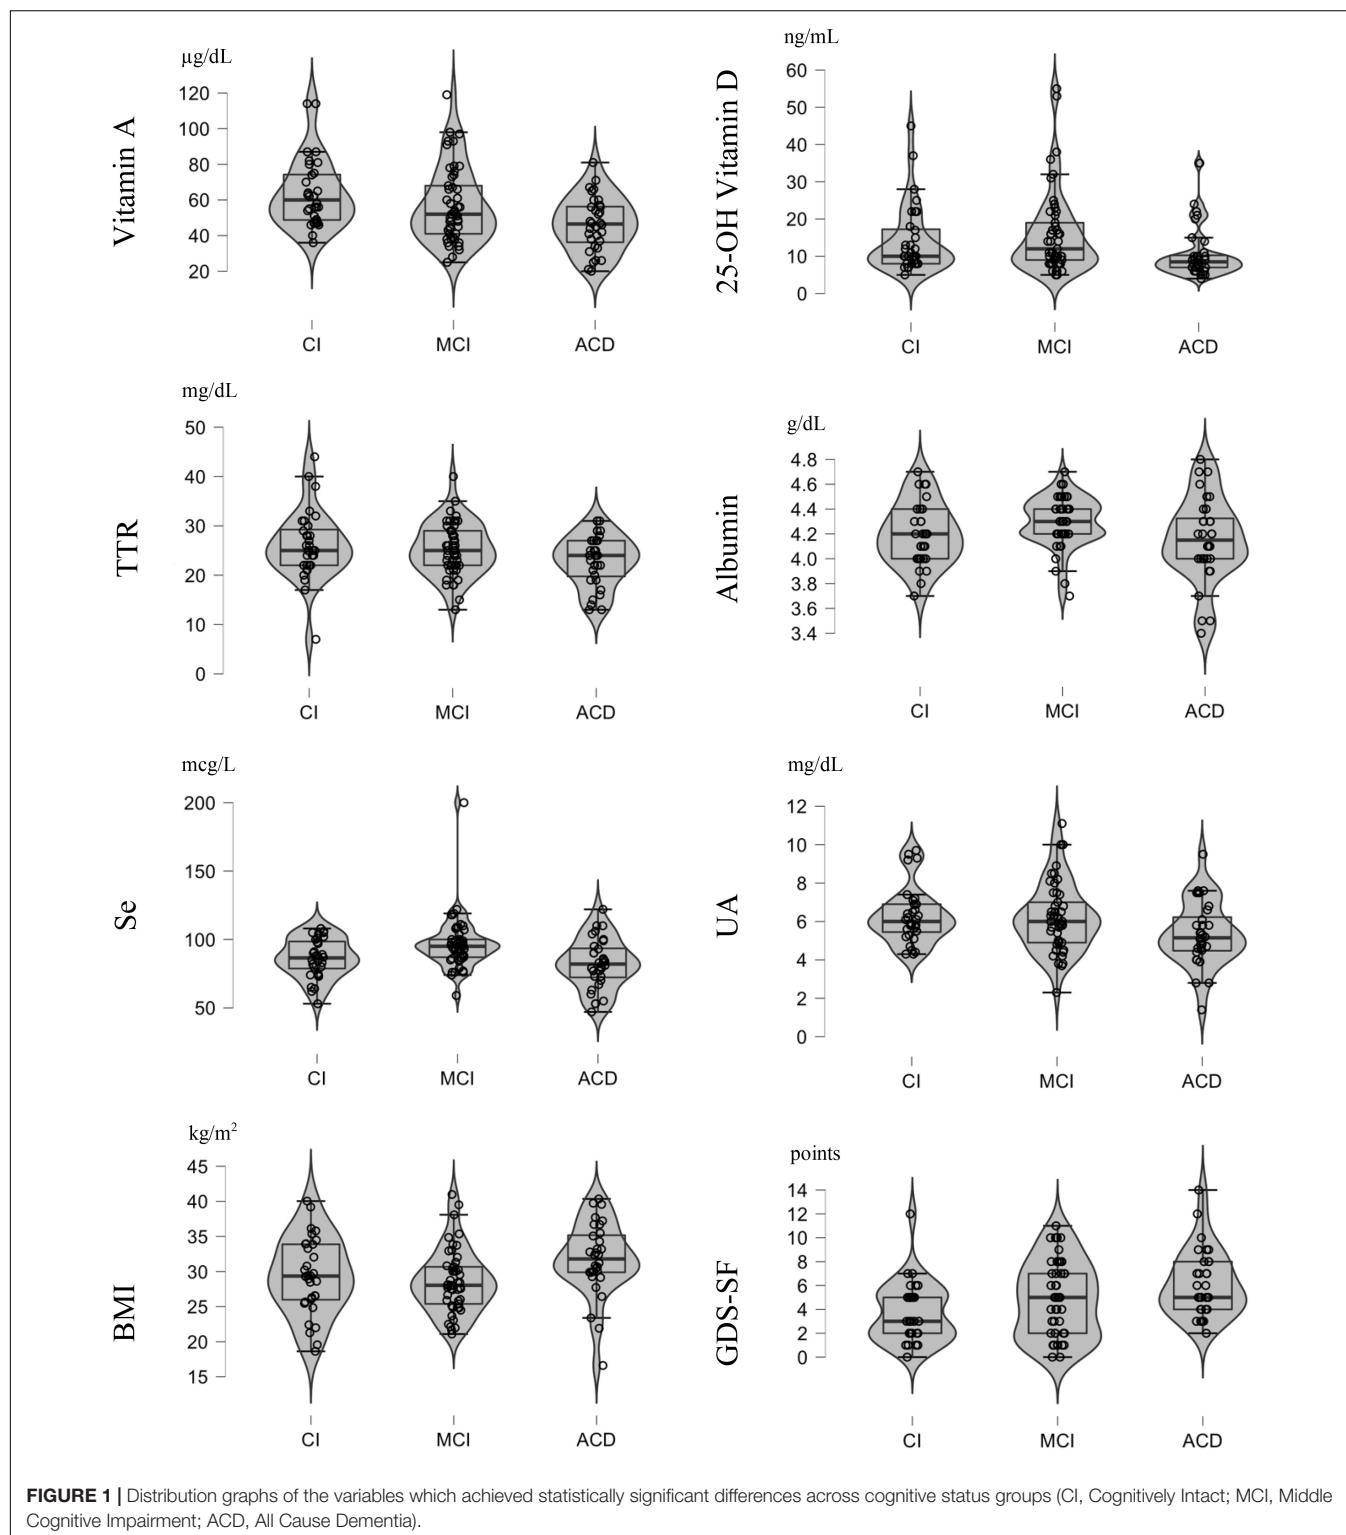 µg/dL
Vitamin A
120
100
80
60
40
20
CI MCI ACD
ng/mL
25-OH Vitamin D
60
50
40
30
20
10
0
CI MCI ACD
mg/dL
TTR
50
40
30
20
10
0
CI MCI ACD
g/dL
Albumin
4.8
4.6
4.4
4.2
4.0
3.8
3.6
3.4
CI MCI ACD
mcg/L
Se
200
150
100
50
CI MCI ACD
mg/dL
UA
12
10
8
6
4
2
0
CI MCI ACD
kg/m²
BMI
45
40
35
30
25
20
15
CI MCI ACD
points
GDS-SF
14
12
10
8
6
4
2
0
CI MCI ACD
FIGURE 1 | Distribution graphs of the variables which achieved statistically significant differences across cognitive status groups (CI, Cognitively Intact; MCI, Middle
Cognitive Impairment; ACD, All Cause Dementia).